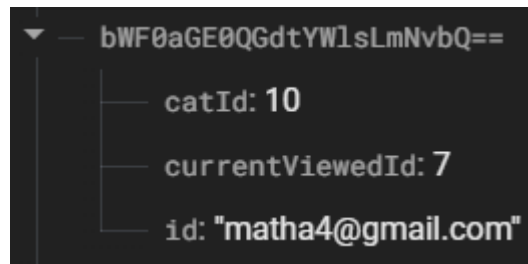 bWF0aGE0QGdtYWlsLmNvbQ==
catId: 10
currentViewedId: 7
id: "matha4@gmail.com"